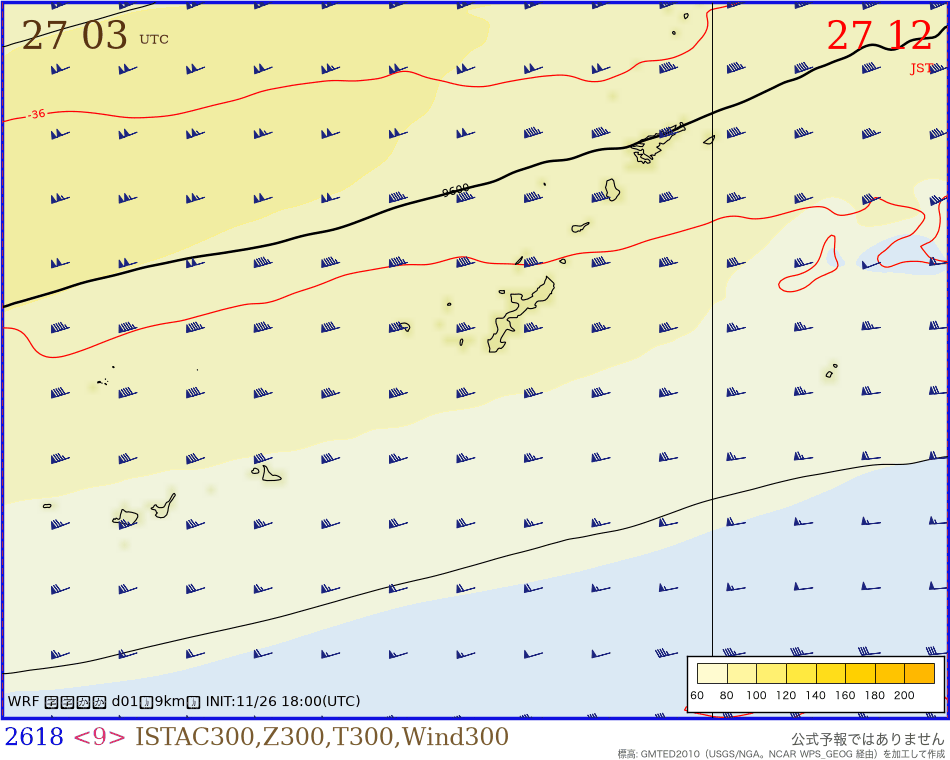 27 03 UTC
27 12
JST
-36
9600
WRF d01 9km INIT:11/26 18:00(UTC)
60 80 100 120 140 160 180 200
2618 <9> ISTAC300,Z300,T300,Wind300
公式予報ではありません
標高: GMTED2010（USGS/NGA。NCAR WPS_GEOG 経由）を加工して作成